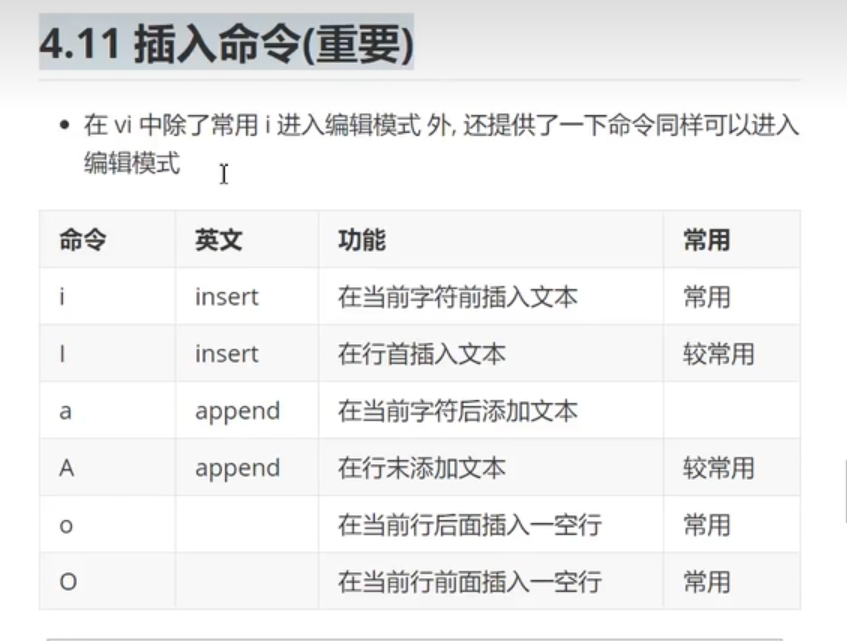 4.11 插入命令(重要)
在 vi 中除了常用 i 进入编辑模式 外, 还提供了一下命令同样可以进入
编辑模式
命令 英文 功能 常用
i insert 在当前字符前插入文本 常用
I insert 在行首插入文本 较常用
a append 在当前字符后添加文本
A append 在行末添加文本 较常用
o 在当前行后面插入一空行 常用
O 在当前行前面插入一空行 常用